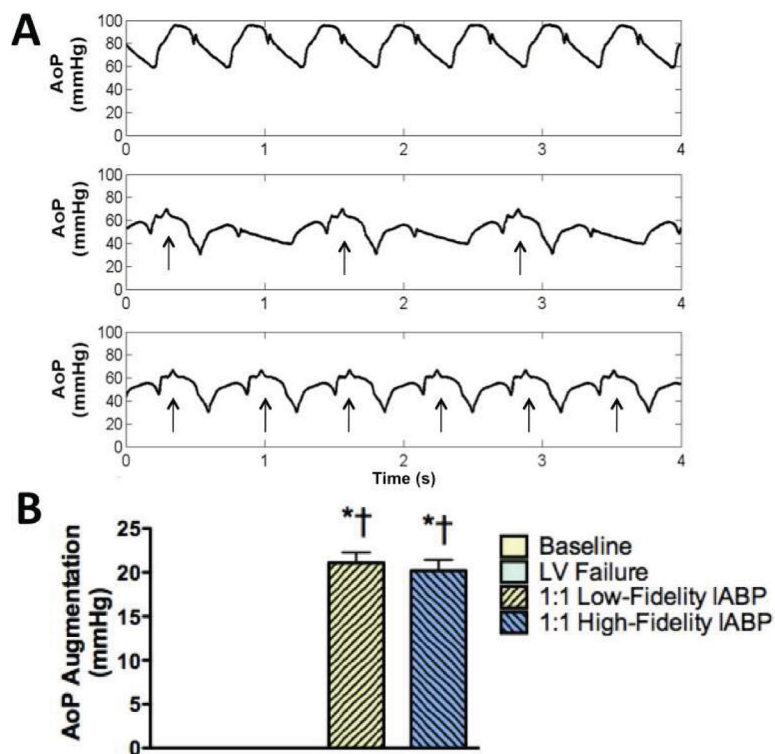 A
AoP
(mmHg)
100
80
60
40
20
0
0 1 2 3 4
AoP
(mmHg)
100
80
60
40
20
0
0 1 2 3 4
AoP
(mmHg)
100
80
60
40
20
0
0 1 2 3 4
Time (s)
B
AoP Augmentation
(mmHg)
25
20
15
10
5
0
*† *†
Baseline
LV Failure
1:1 Low-Fidelity IABP
1:1 High-Fidelity IABP